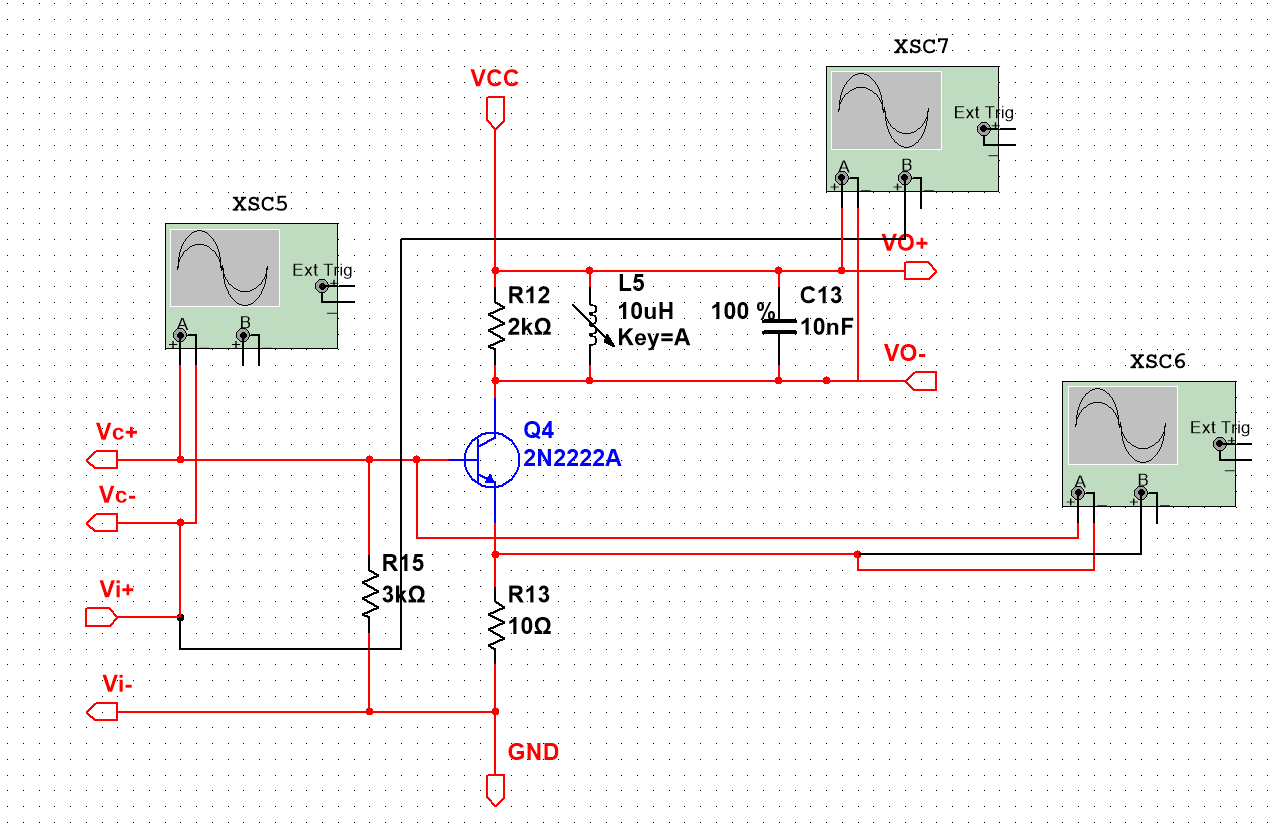 XSC7
VCC
Ext Trig
+
A
B
+
_
+
_
_
XSC5
Ext Trig
+
VO+
L5
R12
10uH
100 %
C13
2kΩ
Key=A
10nF
A
B
+
_
+
_
_
VO-
XSC6
Vc+
Q4
2N2222A
Ext Trig
+
Vc-
A
B
+
_
+
_
_
R15
Vi+
3kΩ
R13
10Ω
Vi-
GND